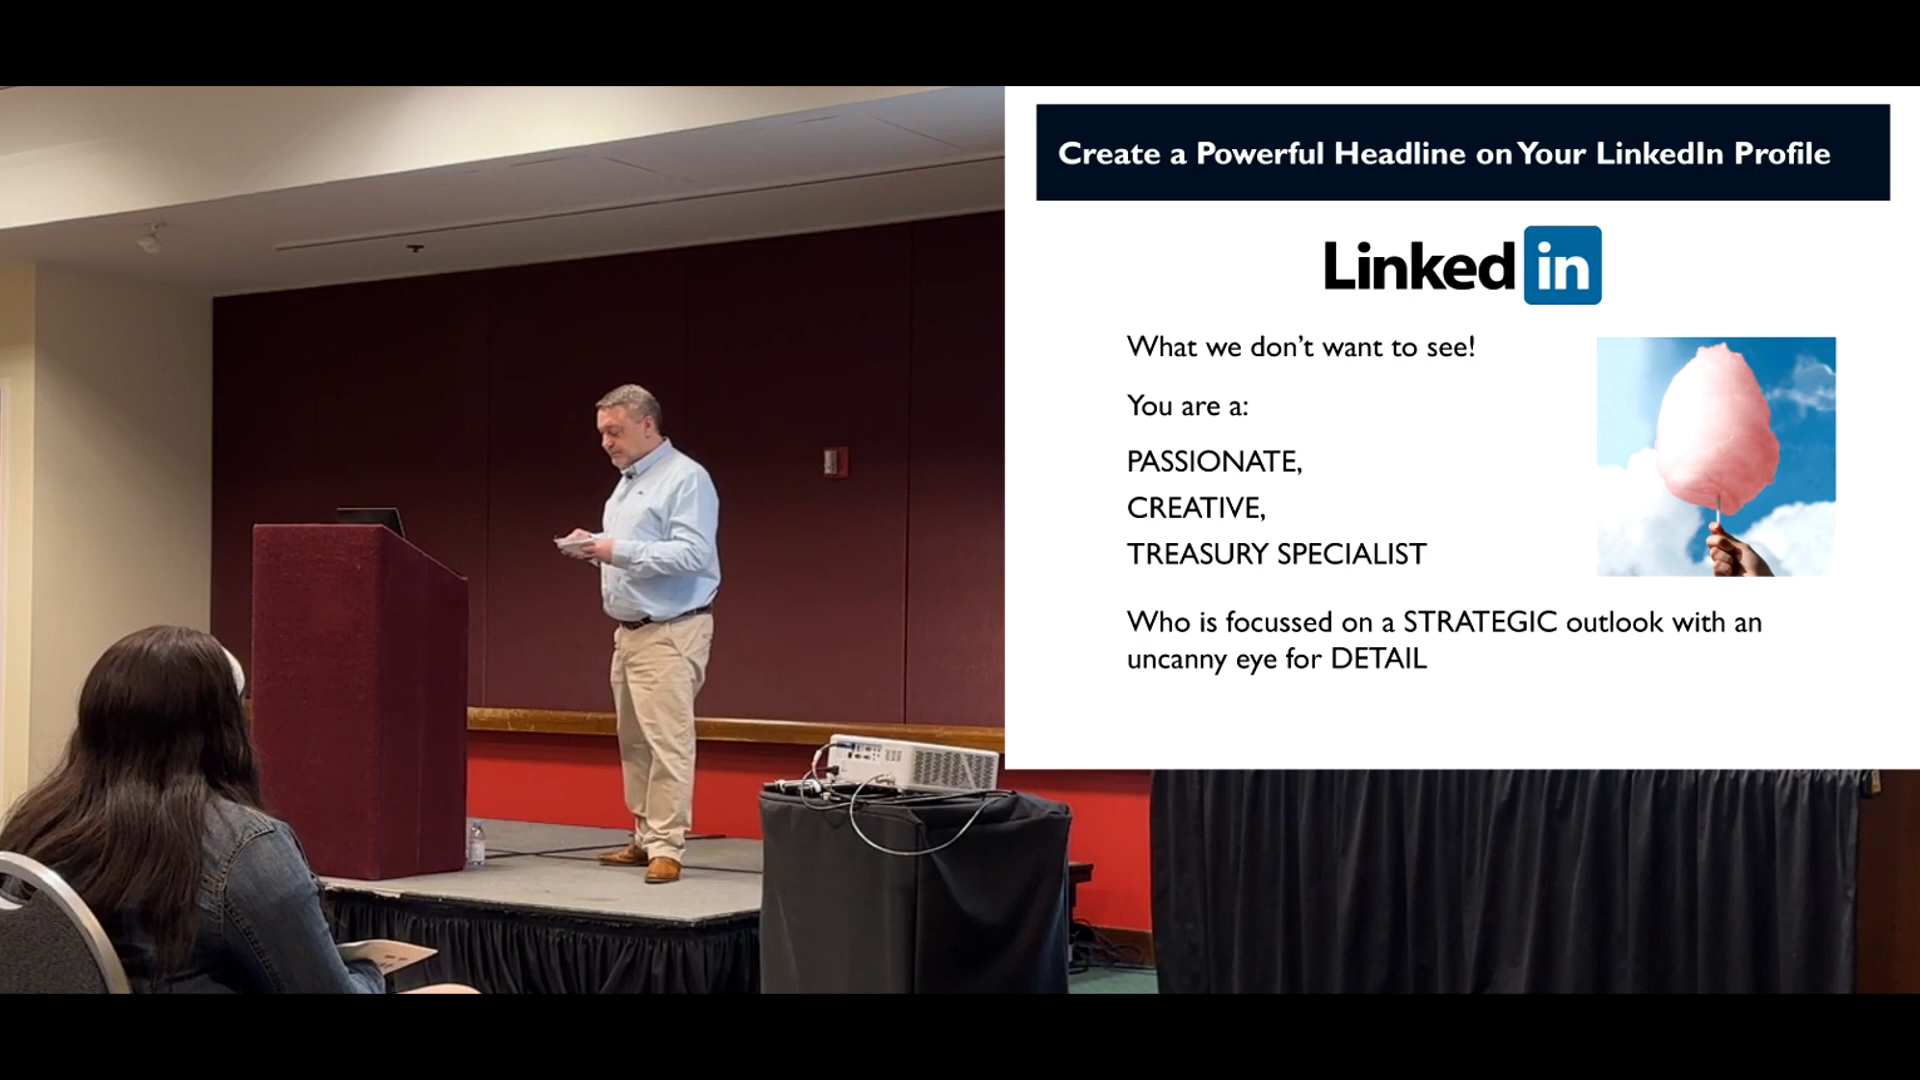 Create a Powerful Headline on Your LinkedIn Profile
Linked in
What we don't want to see!
You are a:
PASSIONATE,
CREATIVE,
TREASURY SPECIALIST
Who is focussed on a STRATEGIC outlook with an
uncanny eye for DETAIL